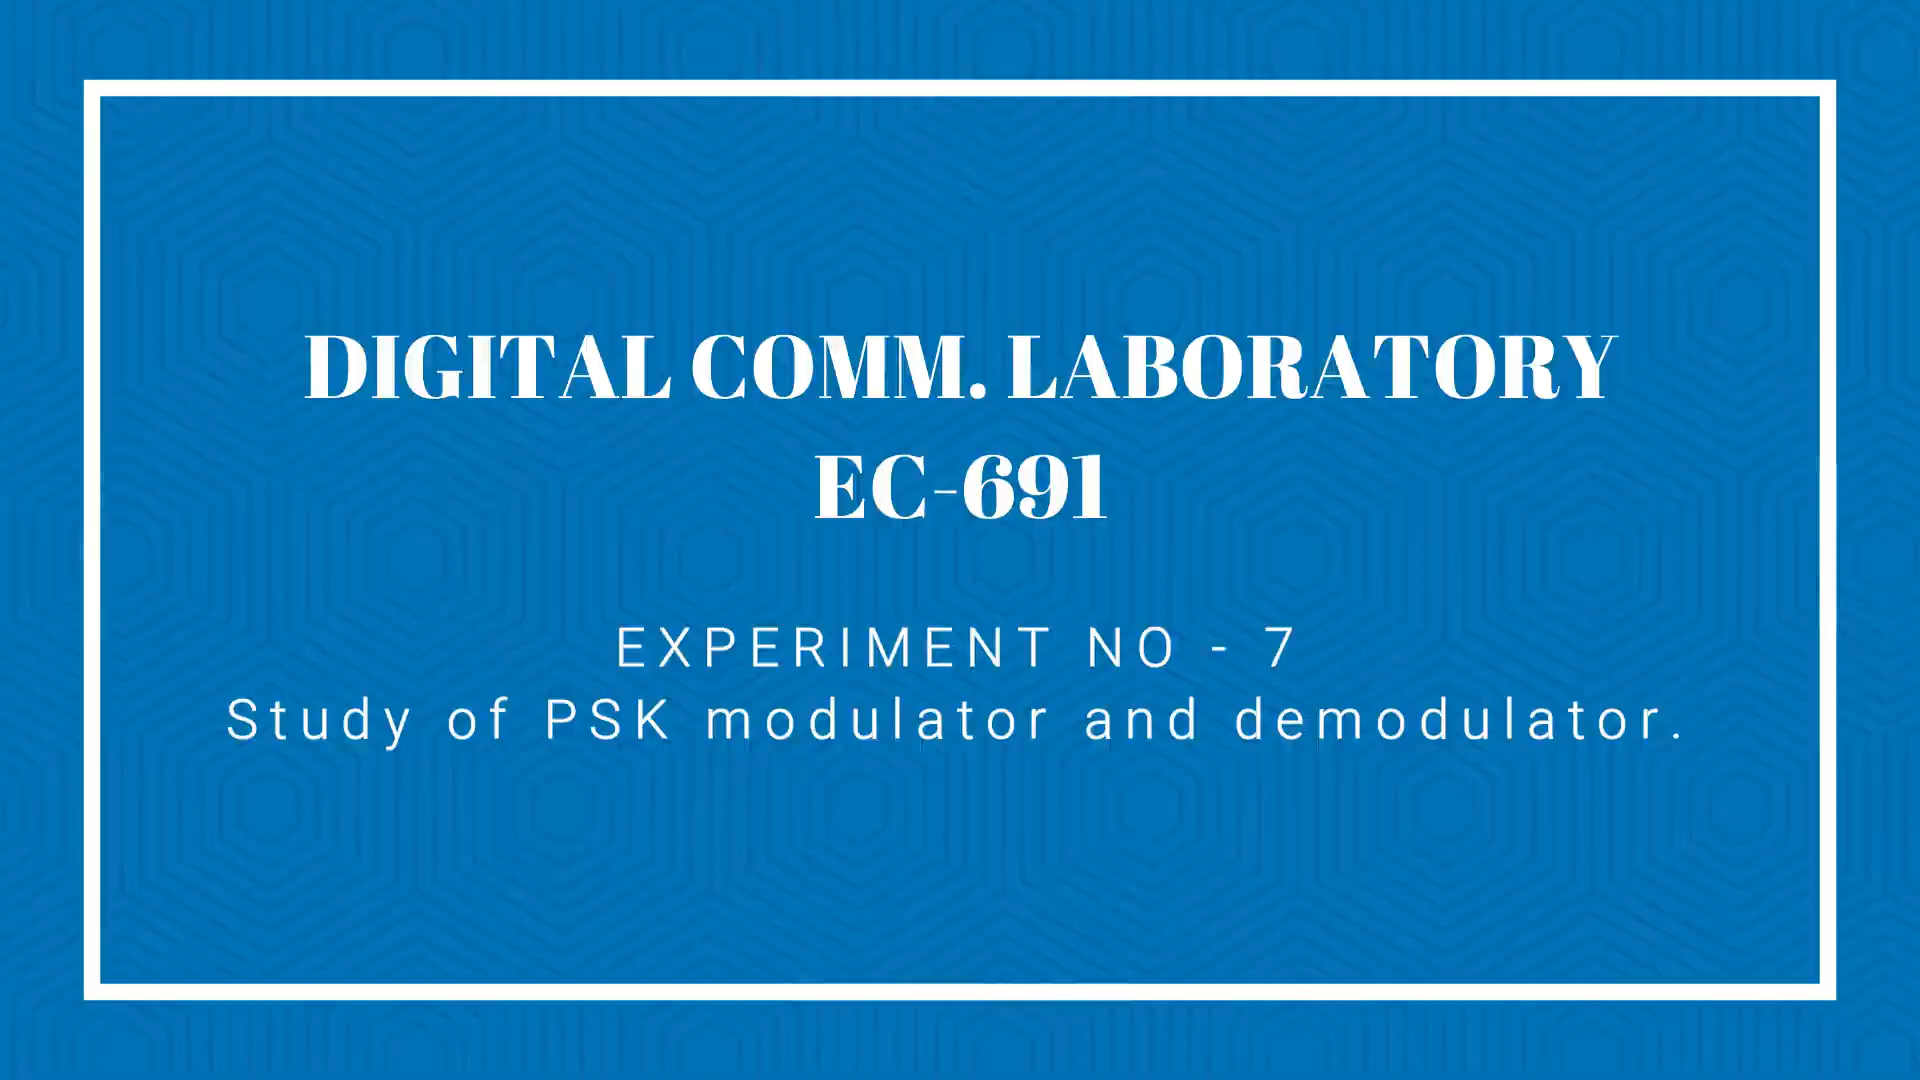 DIGITAL COMM. LABORATORY
EC-691
EXPERIMENT NO - 7
Study of PSK modulator and demodulator.